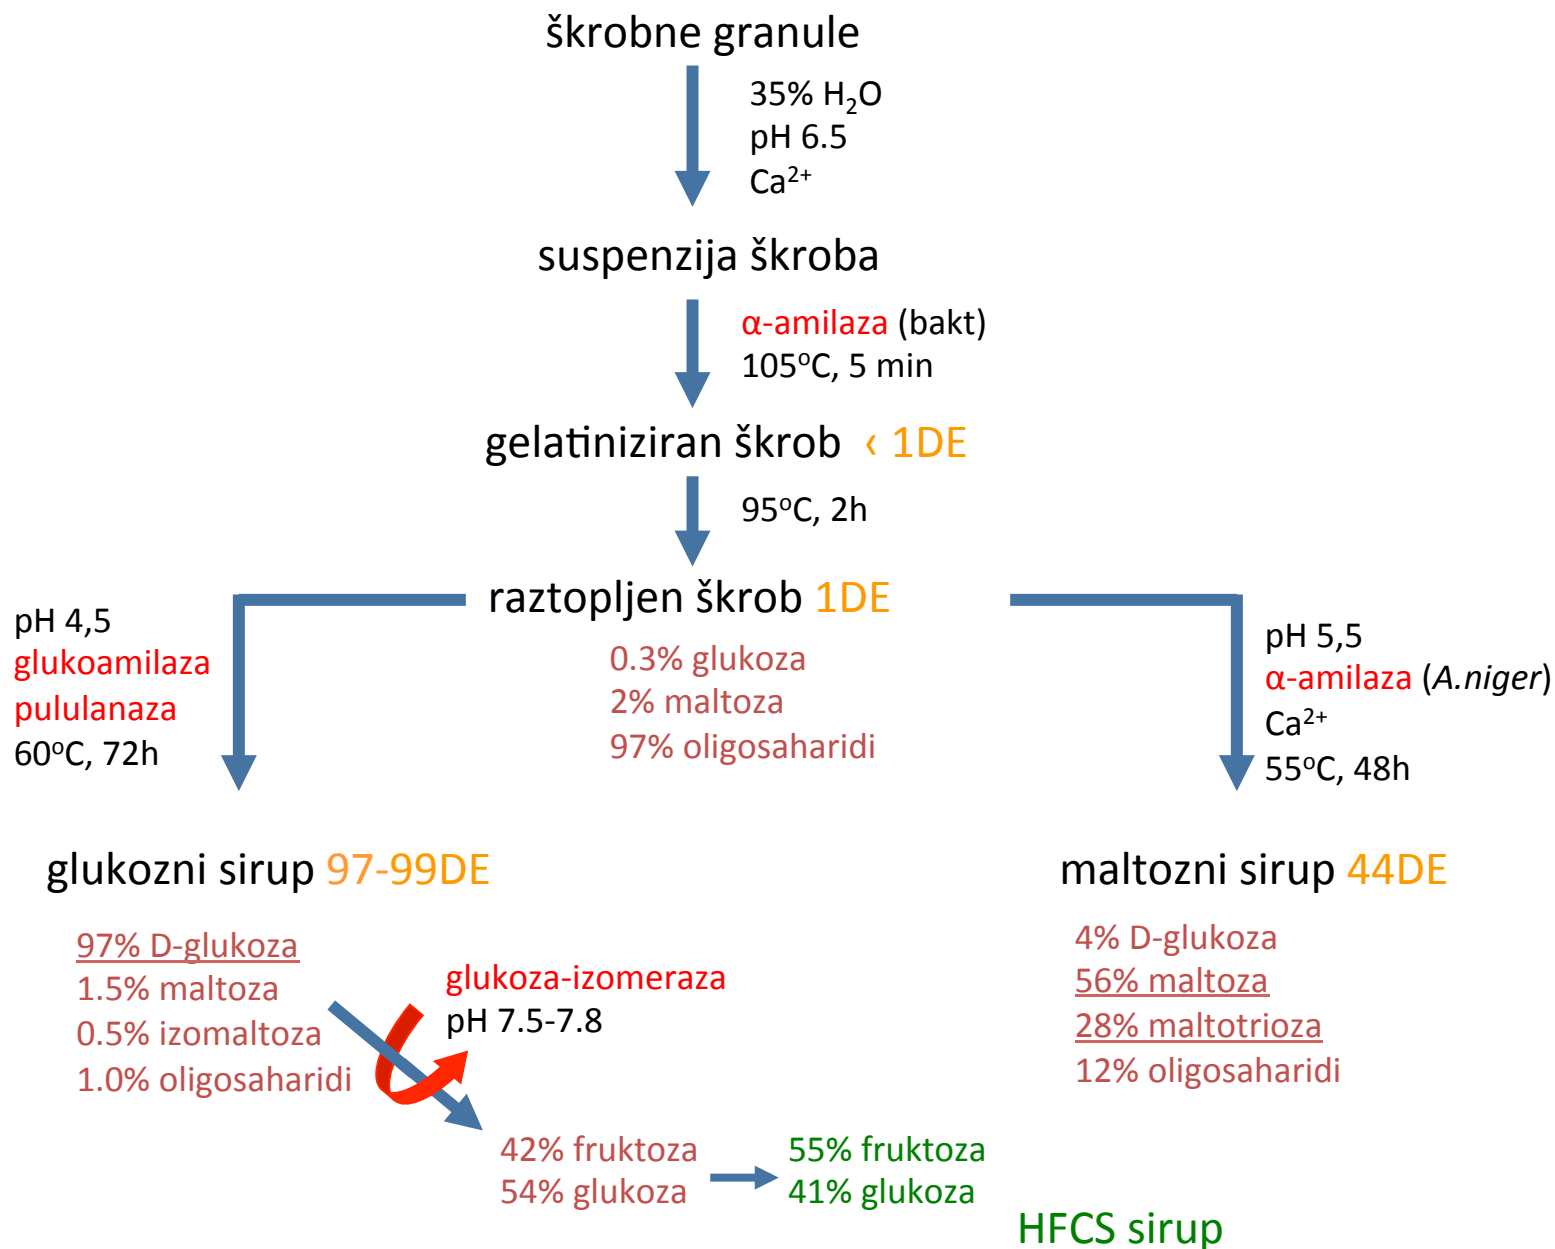 škrobne granule
35% H₂O
pH 6.5
Ca²⁺
suspenzija škroba
α-amilaza (bakt)
105ºC, 5 min
gelatiniziran škrob ‹ 1DE
95ºC, 2h
raztopljen škrob 1DE
0.3% glukoza
2% maltoza
97% oligosaharidi
pH 4,5
glukoamilaza
pululanaza
60ºC, 72h
pH 5,5
α-amilaza (A.niger)
Ca²⁺
55ºC, 48h
glukozni sirup 97-99DE
97% D-glukoza
1.5% maltoza
0.5% izomaltoza
1.0% oligosaharidi
glukoza-izomeraza
pH 7.5-7.8
maltozni sirup 44DE
4% D-glukoza
56% maltoza
28% maltotrioza
12% oligosaharidi
42% fruktoza
54% glukoza
55% fruktoza
41% glukoza
HFCS sirup